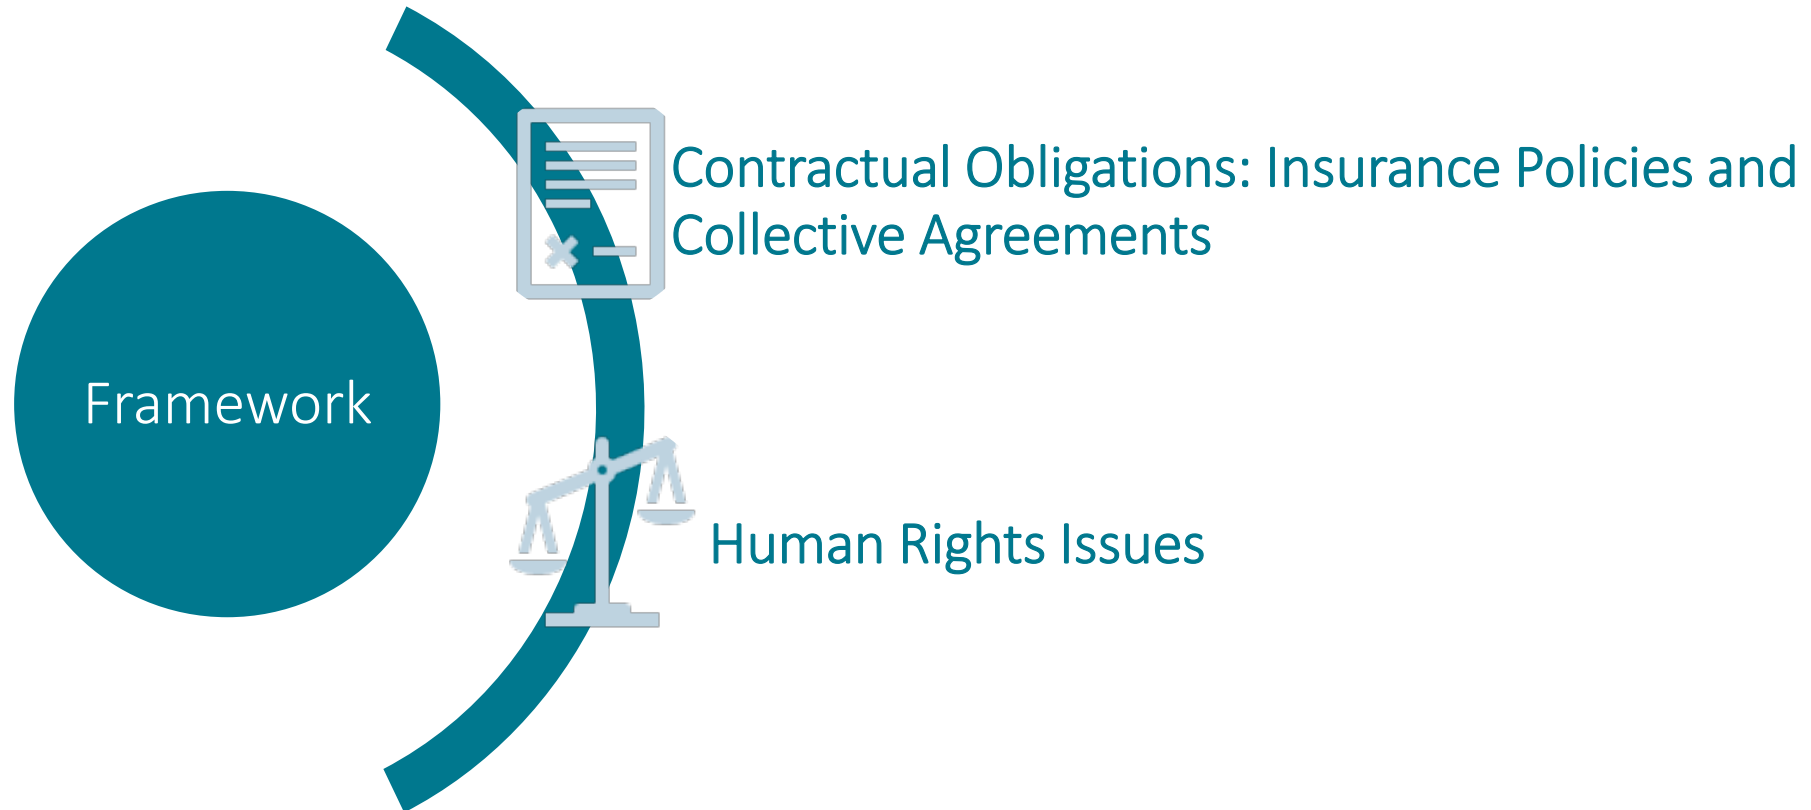 Framework
Contractual Obligations: Insurance Policies and
Collective Agreements
Human Rights Issues